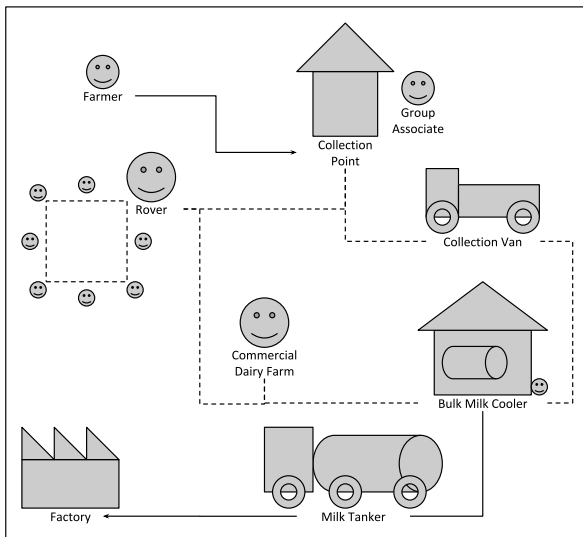 Farmer
Group
Associate
Collection
Point
Rover
Collection Van
Commercial
Dairy Farm
Bulk Milk Cooler
Factory
Milk Tanker